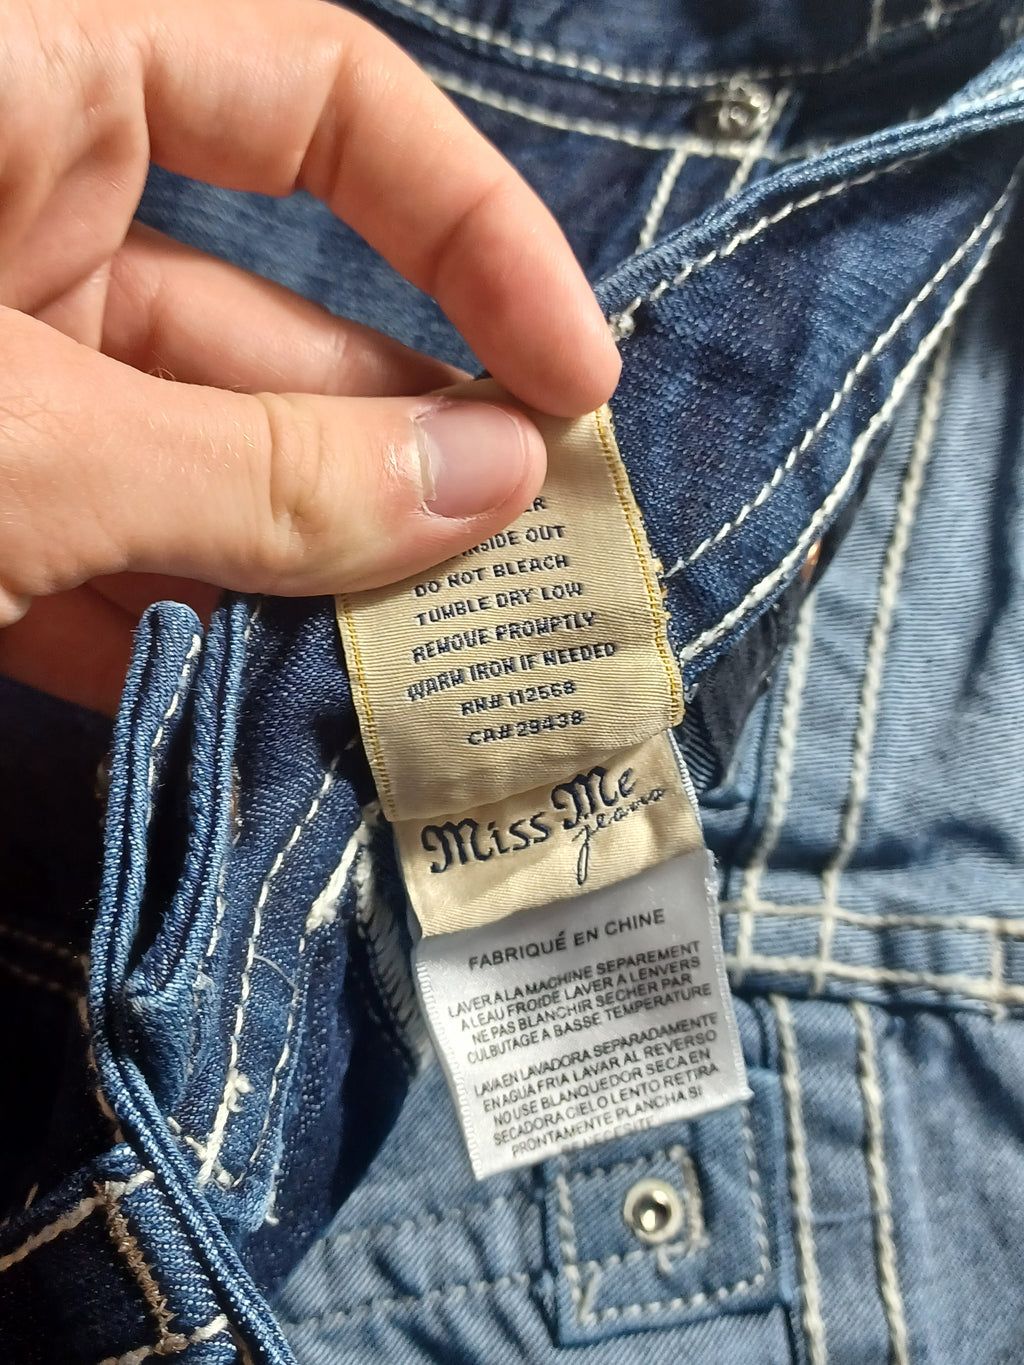 INSIDE OUT
DO NOT BLEACH
TUMBLE DRY LOW
REMOVE PROMPTLY
WARM IRON IF NEEDED
RN# 112568
CA# 29438
Miss Me
jeans
FABRIQUÉ EN CHINE
LAVER A LA MACHINE SEPAREMENT
A LEAU FROIDE LAVER A LENVERS
NE PAS BLANCHIR SECHER PAR
CULBUTAGE A BASSE TEMPERATURE
LAVA EN LAVADORA SEPARADAMENTE
EN AGUA FRIA LAVAR AL REVERSO
NO USE BLANQUEDOR SECA EN
SECADORA CIELO LENTO RETIRA
PRONTAMENTE PLANCHA SI
NECESITE